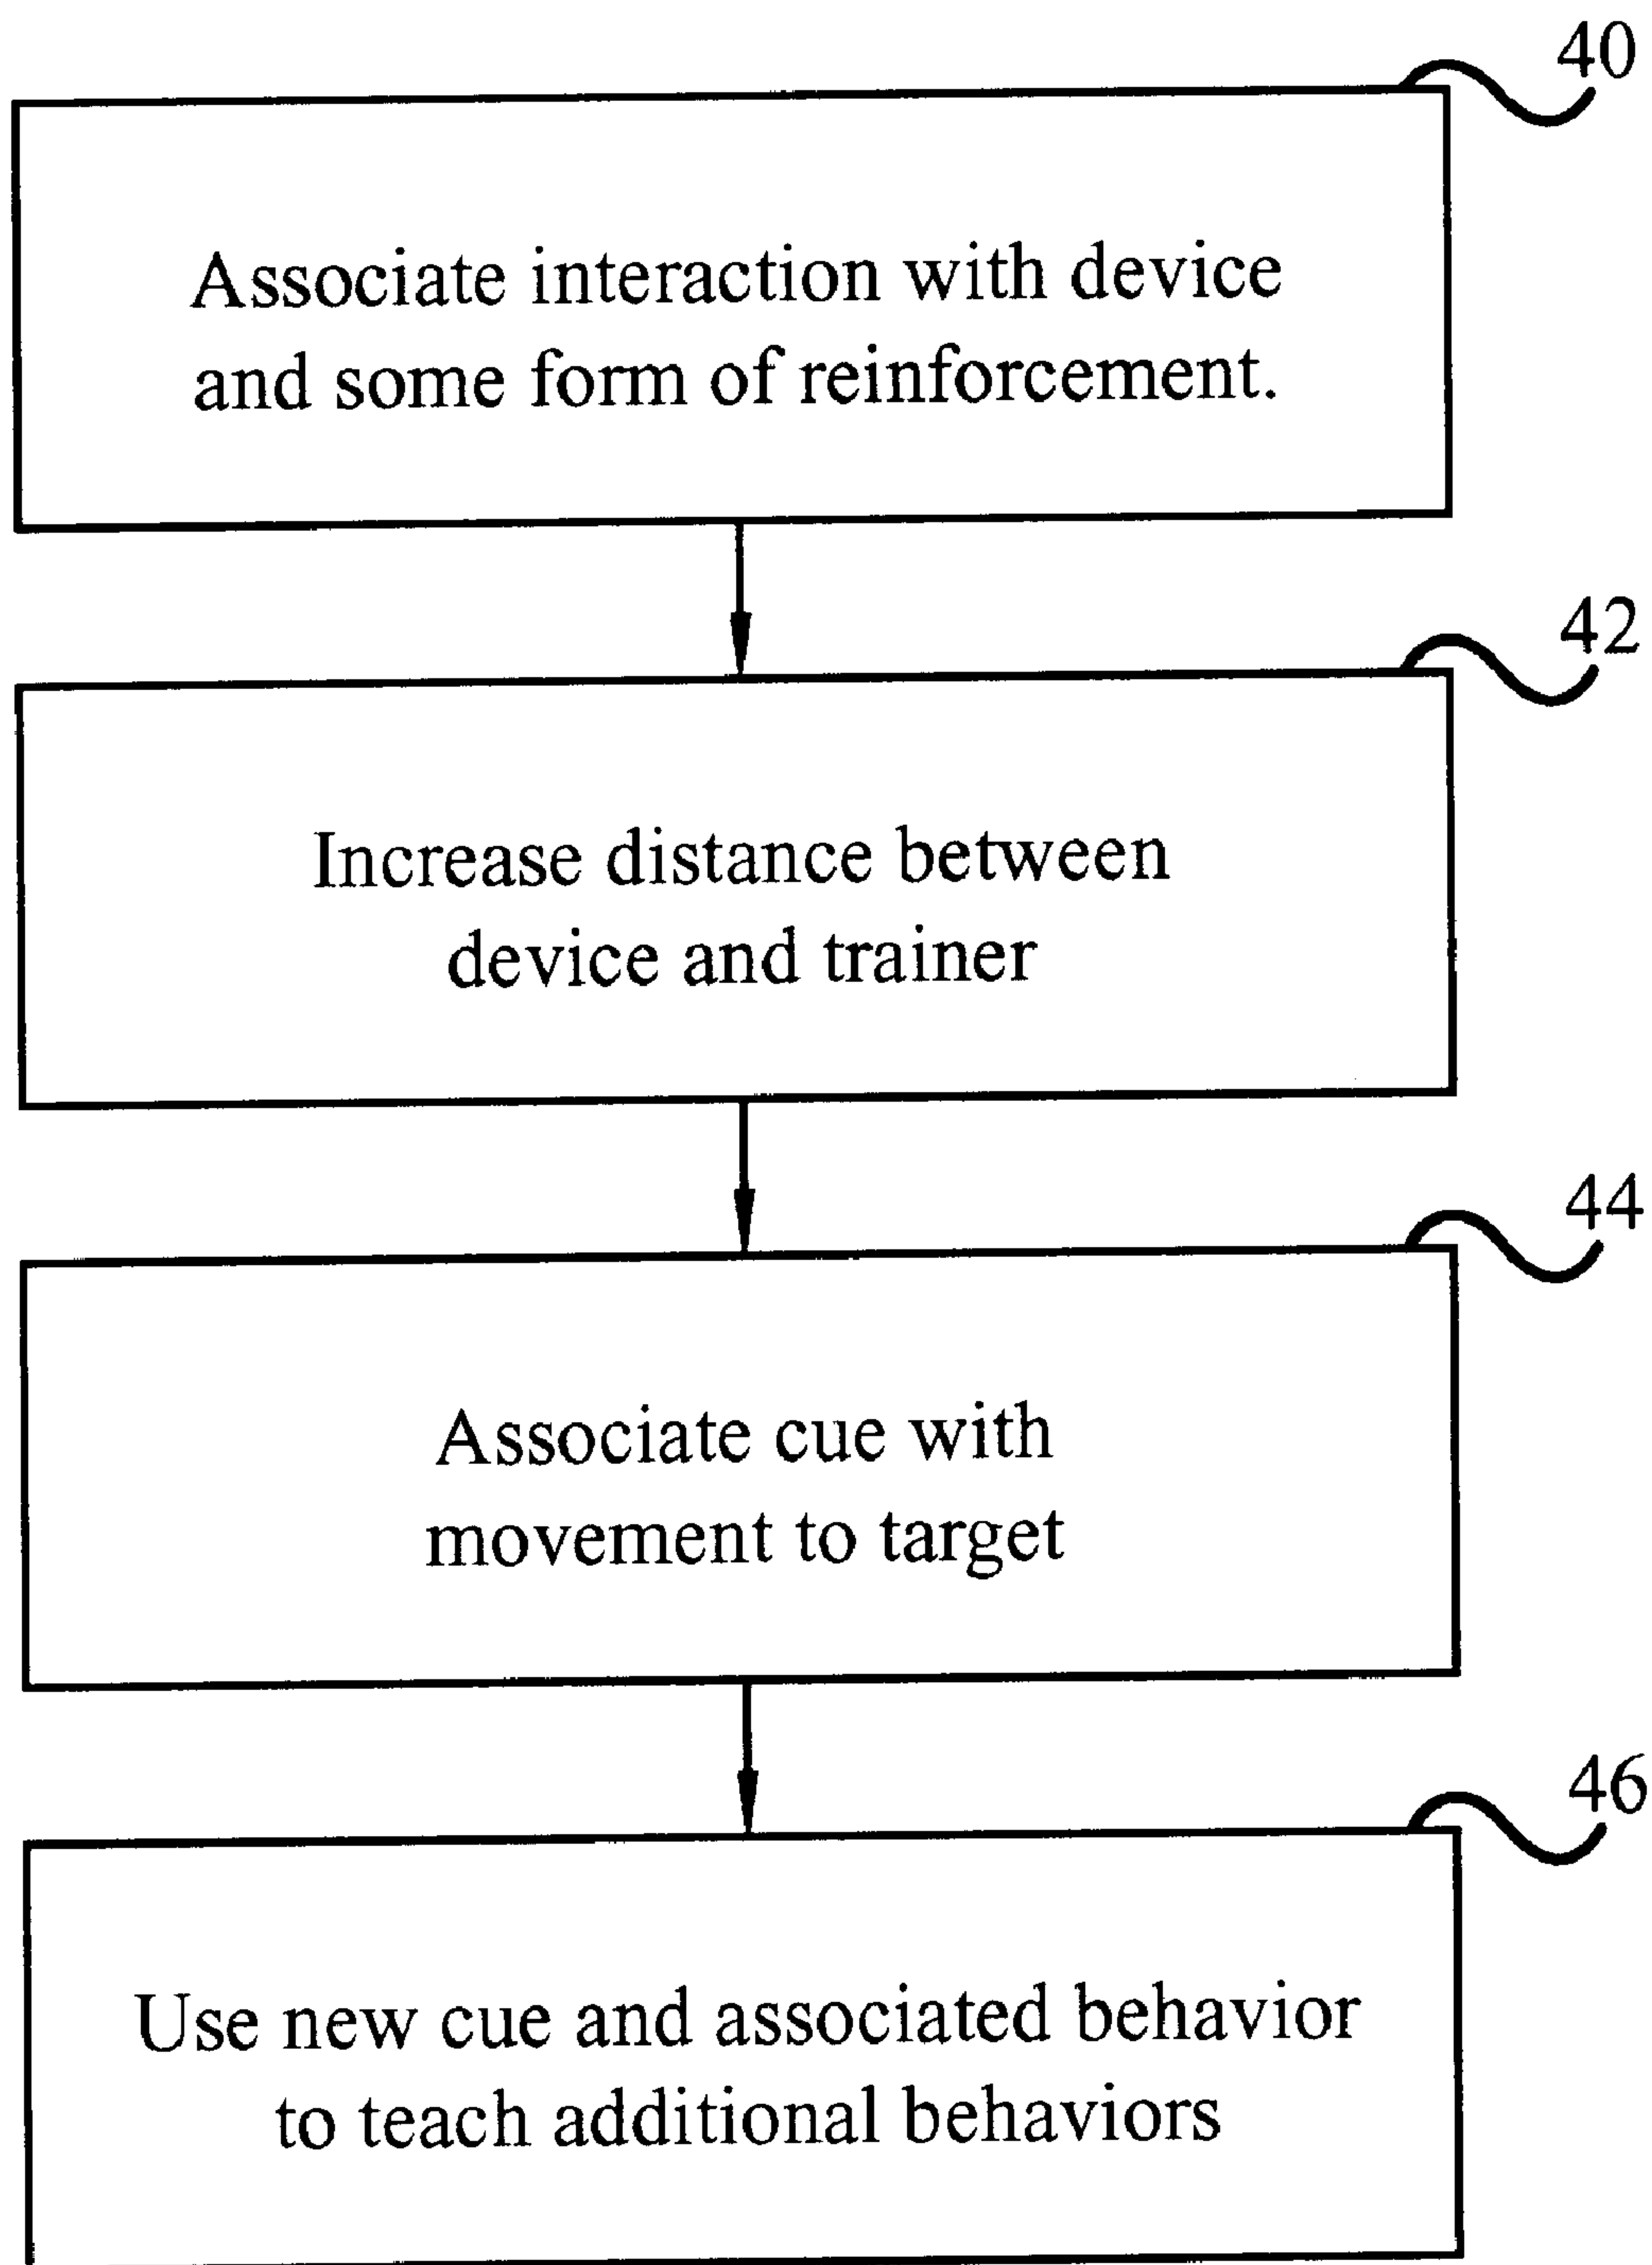 40
Associate interaction with device
and some form of reinforcement.
42
Increase distance between
device and trainer
44
Associate cue with
movement to target
46
Use new cue and associated behavior
to teach additional behaviors